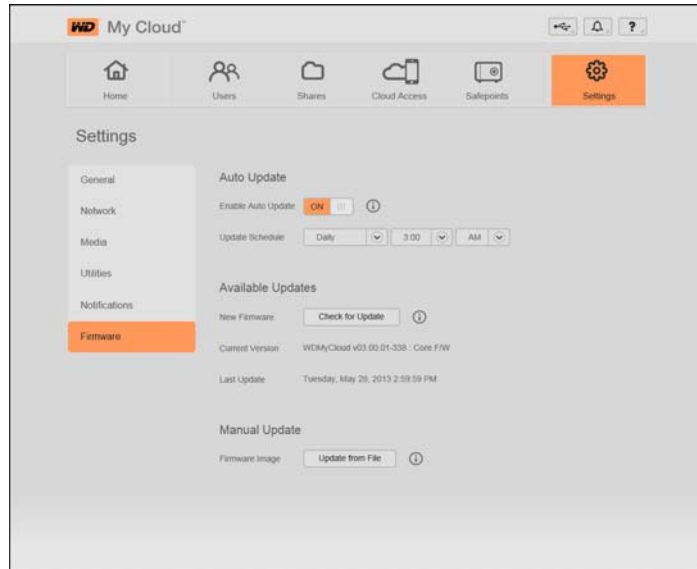 WD My Cloud™
?
Home Users Shares Cloud Access Safepoints Settings
Settings
General
Network
Media
Utilities
Notifications
Firmware
Auto Update
Enable Auto Update ON
Update Schedule Daily 3:00 AM
Available Updates
New Firmware Check for Update
Current Version WDMyCloud v03.00.01-338 : Core F/W
Last Update Tuesday, May 28, 2013 2:59:59 PM
Manual Update
Firmware Image Update from File